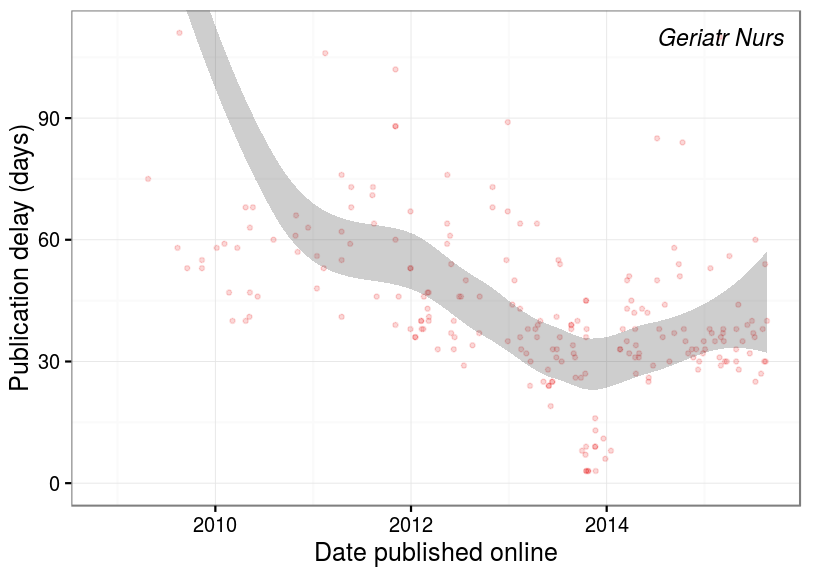 Geriatr Nurs
Publication delay (days)
90
60
30
0
2010
2012
2014
Date published online